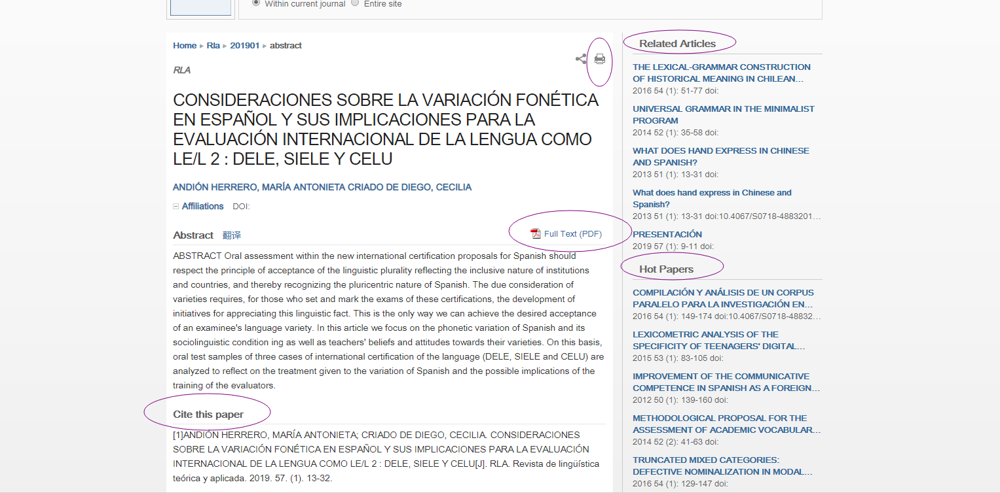 Within current journal Entire site
Home ▸ Rla ▸ 201901 ▸ abstract
RLA
CONSIDERACIONES SOBRE LA VARIACIÓN FONÉTICA
EN ESPAÑOL Y SUS IMPLICACIONES PARA LA
EVALUACIÓN INTERNACIONAL DE LA LENGUA COMO
LE/L 2 : DELE, SIELE Y CELU
ANDIÓN HERRERO, MARÍA ANTONIETA CRIADO DE DIEGO, CECILIA
Affiliations DOI:
Abstract 翻译
Full Text (PDF)
ABSTRACT Oral assessment within the new international certification proposals for Spanish should
respect the principle of acceptance of the linguistic plurality reflecting the inclusive nature of institutions
and countries, and thereby recognizing the pluricentric nature of Spanish. The due consideration of
varieties requires, for those who set and mark the exams of these certifications, the development of
initiatives for appreciating this linguistic fact. This is the only way we can achieve the desired acceptance
of an examinee's language variety. In this article we focus on the phonetic variation of Spanish and its
sociolinguistic condition ing as well as teachers' beliefs and attitudes towards their varieties. On this basis,
oral test samples of three cases of international certification of the language (DELE, SIELE and CELU) are
analyzed to reflect on the treatment given to the variation of Spanish and the possible implications of the
training of the evaluators.
Cite this paper
[1]ANDIÓN HERRERO, MARÍA ANTONIETA; CRIADO DE DIEGO, CECILIA. CONSIDERACIONES
SOBRE LA VARIACIÓN FONÉTICA EN ESPAÑOL Y SUS IMPLICACIONES PARA LA EVALUACIÓN
INTERNACIONAL DE LA LENGUA COMO LE/L 2 : DELE, SIELE Y CELU[J]. RLA. Revista de lingüística
teórica y aplicada. 2019. 57. (1). 13-32.
Related Articles
THE LEXICAL-GRAMMAR CONSTRUCTION
OF HISTORICAL MEANING IN CHILEAN...
2016 54 (1): 51-77 doi:
UNIVERSAL GRAMMAR IN THE MINIMALIST
PROGRAM
2014 52 (1): 35-58 doi:
WHAT DOES HAND EXPRESS IN CHINESE
AND SPANISH?
2013 51 (1): 13-31 doi:
What does hand express in Chinese and
Spanish?
2013 51 (1): 13-31 doi:10.4067/S0718-4883201...
PRESENTACIÓN
2019 57 (1): 9-11 doi:
Hot Papers
COMPILACIÓN Y ANÁLISIS DE UN CORPUS
PARALELO PARA LA INVESTIGACIÓN EN...
2016 54 (1): 149-174 doi:10.4067/S0718-48832...
LEXICOMETRIC ANALYSIS OF THE
SPECIFICITY OF TEENAGERS' DIGITAL...
2015 53 (1): 83-105 doi:
IMPROVEMENT OF THE COMMUNICATIVE
COMPETENCE IN SPANISH AS A FOREIGN...
2012 50 (1): 139-160 doi:
METHODOLOGICAL PROPOSAL FOR THE
ASSESSMENT OF ACADEMIC VOCABULAR...
2014 52 (2): 41-63 doi:
TRUNCATED MIXED CATEGORIES:
DEFECTIVE NOMINALIZATION IN MODAL...
2016 54 (1): 129-147 doi: